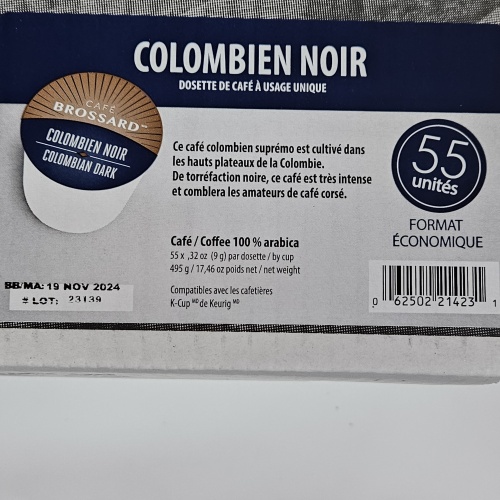 COLOMBIEN NOIR
DOSETTE DE CAFÉ À USAGE UNIQUE
CAFÉ
BROSSARD
COLOMBIEN NOIR
COLOMBIAN DARK
Ce café colombien suprémo est cultivé dans
les hauts plateaux de la Colombie.
De torréfaction noire, ce café est très intense
et comblera les amateurs de café corsé.
55
unités
FORMAT
ÉCONOMIQUE
Café / Coffee 100 % arabica
55 x ,32 oz (9 g) par dosette / by cup
495 g / 17,46 oz poids net / net weight
Compatibles avec les cafetières
K-Cup MD de Keurig MD
BB/MA: 19 NOV 2024
# LOT: 23139
0 62502 21423 1